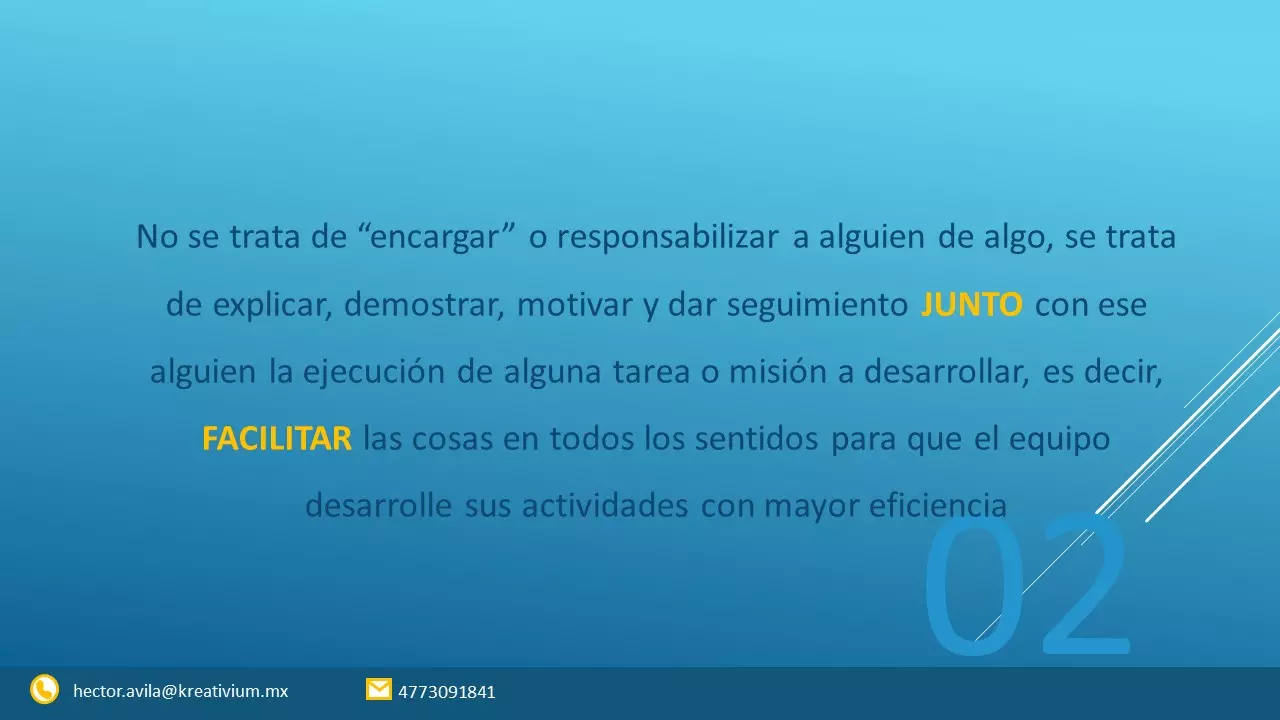 No se trata de “encargar” o responsabilizar a alguien de algo, se trata
de explicar, demostrar, motivar y dar seguimiento JUNTO con ese
alguien la ejecución de alguna tarea o misión a desarrollar, es decir,
FACILITAR las cosas en todos los sentidos para que el equipo
desarrolle sus actividades con mayor eficiencia
02
hector.avila@kreativium.mx
4773091841